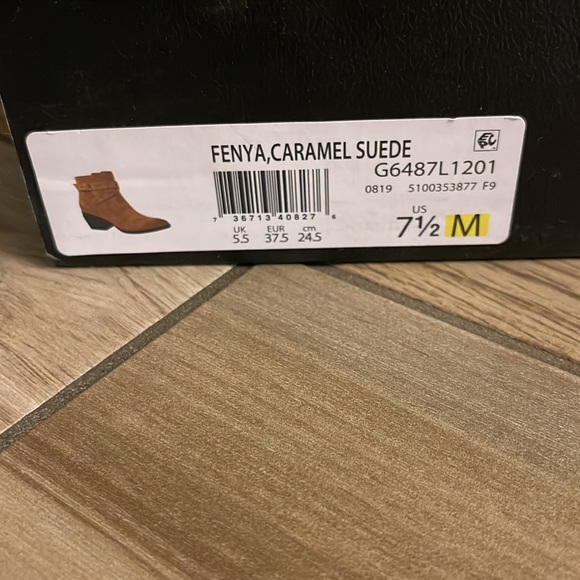 FENYA,CARAMEL SUEDE
G6487L1201
0819 5100353877 F9
7 36713 40827 6
UK EUR cm US
5.5 37.5 24.5 7½ M